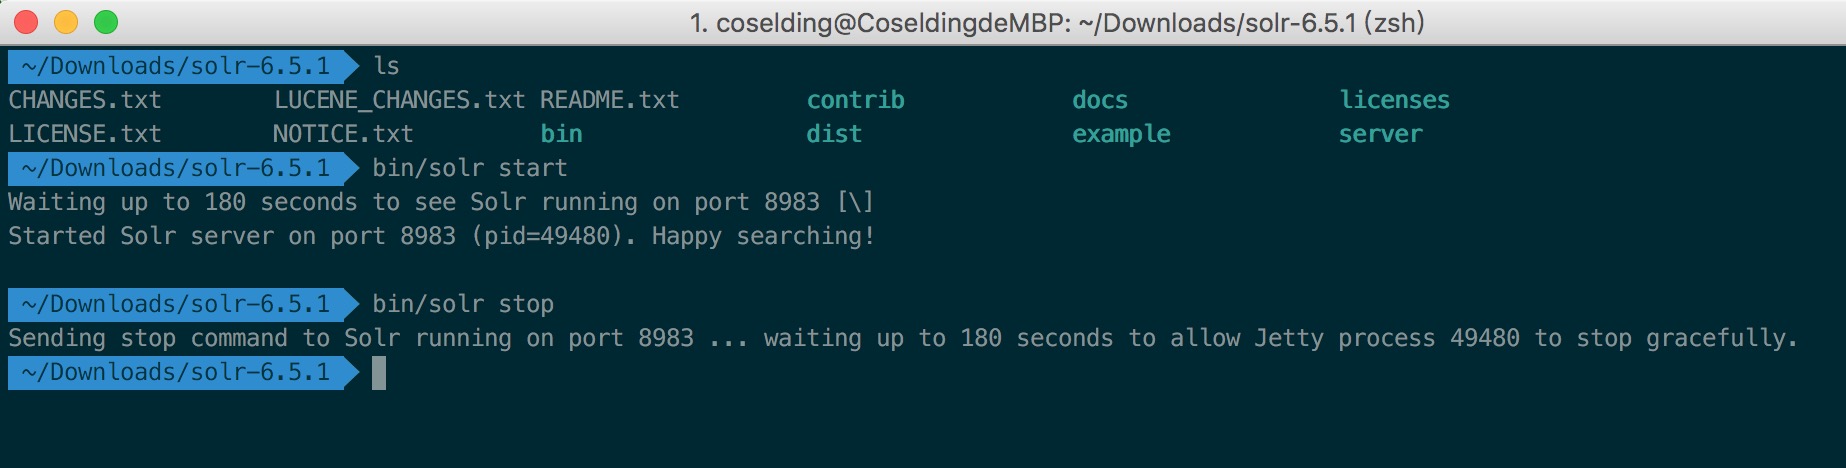 1. coselding@CoseldingdeMBP: ~/Downloads/solr-6.5.1 (zsh)
~/Downloads/solr-6.5.1 ls
CHANGES.txt LUCENE_CHANGES.txt README.txt contrib docs licenses
LICENSE.txt NOTICE.txt bin dist example server
~/Downloads/solr-6.5.1 bin/solr start
Waiting up to 180 seconds to see Solr running on port 8983 [\]
Started Solr server on port 8983 (pid=49480). Happy searching!
~/Downloads/solr-6.5.1 bin/solr stop
Sending stop command to Solr running on port 8983 ... waiting up to 180 seconds to allow Jetty process 49480 to stop gracefully.
~/Downloads/solr-6.5.1